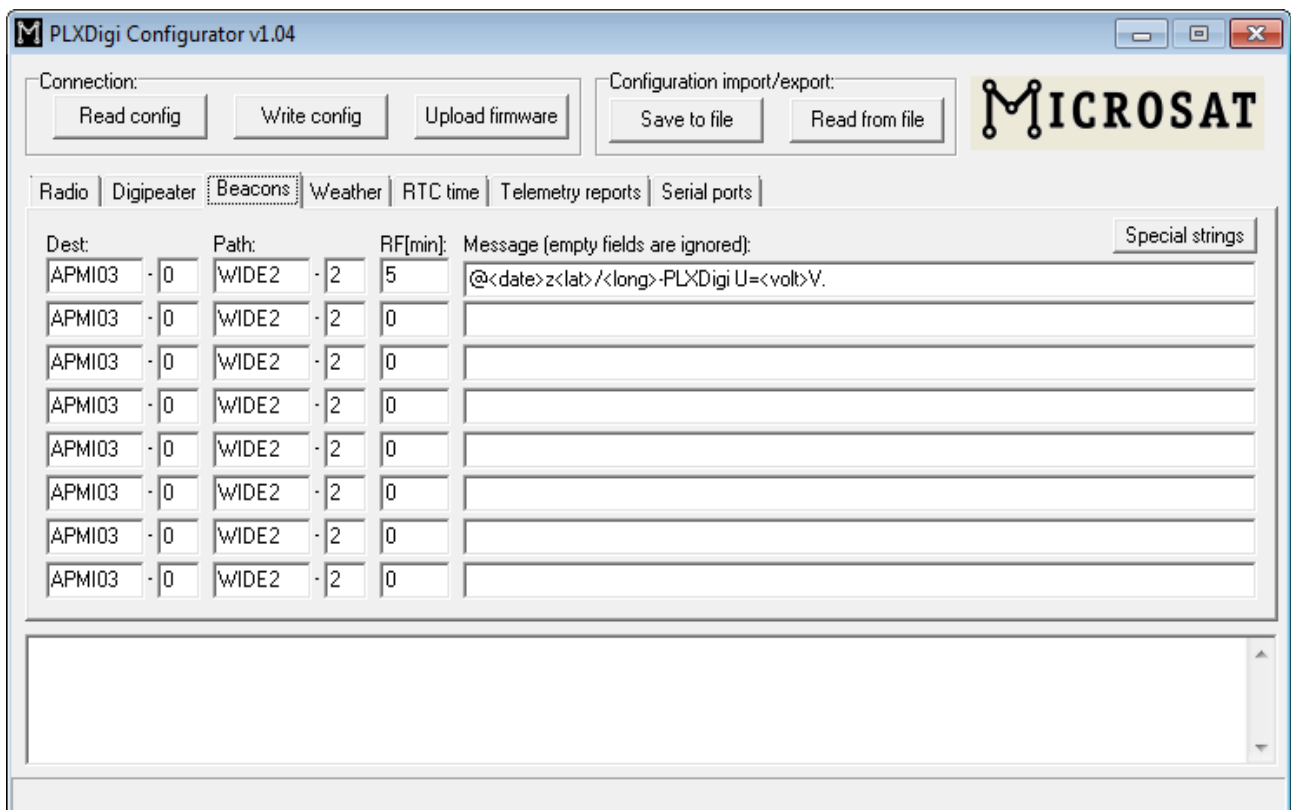 PLXDigi Configurator v1.04
Connection: Configuration import/export:
Read config Write config Upload firmware Save to file Read from file MICROSAT
Radio Digipeater Beacons Weather RTC time Telemetry reports Serial ports
Special strings
Dest: Path: RF[min]: Message (empty fields are ignored):
APMI03 - 0 WIDE2 - 2 5 @<date>z<lat>/<long>-PLXDigi U=<volt>V.
APMI03 - 0 WIDE2 - 2 0
APMI03 - 0 WIDE2 - 2 0
APMI03 - 0 WIDE2 - 2 0
APMI03 - 0 WIDE2 - 2 0
APMI03 - 0 WIDE2 - 2 0
APMI03 - 0 WIDE2 - 2 0
APMI03 - 0 WIDE2 - 2 0